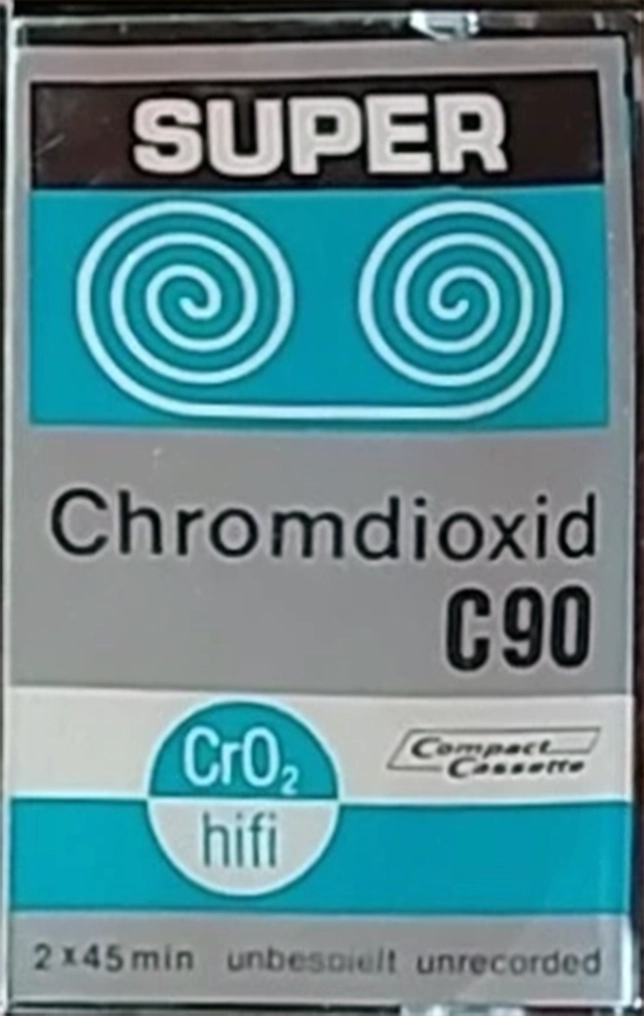 SUPER
Chromdioxid
C90
CrO₂
hifi
Compact
Cassette
2x45min unbespielt unrecorded